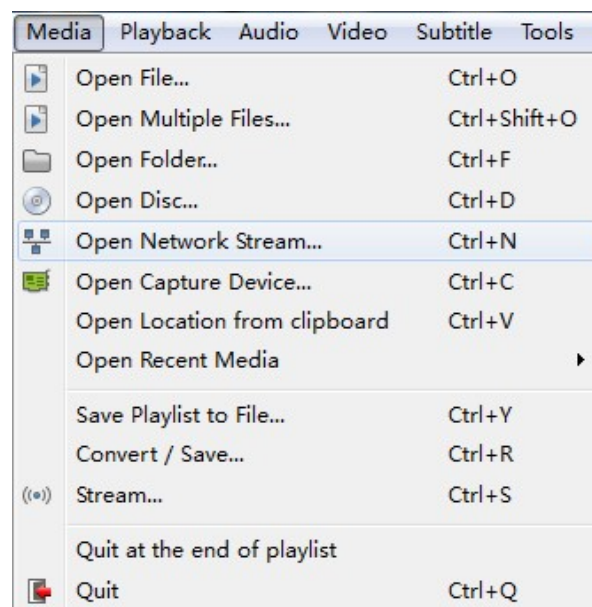 Media Playback Audio Video Subtitle Tools
Open File... Ctrl+O
Open Multiple Files... Ctrl+Shift+O
Open Folder... Ctrl+F
Open Disc... Ctrl+D
Open Network Stream... Ctrl+N
Open Capture Device... Ctrl+C
Open Location from clipboard Ctrl+V
Open Recent Media
Save Playlist to File... Ctrl+Y
Convert / Save... Ctrl+R
Stream... Ctrl+S
Quit at the end of playlist
Quit Ctrl+Q